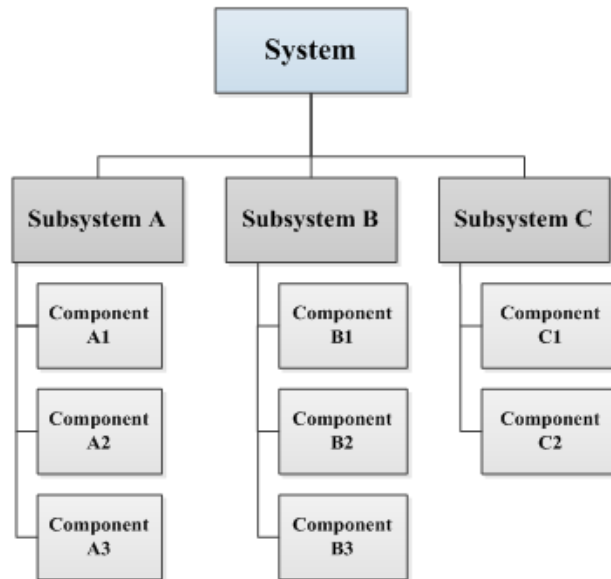 System
Subsystem A
Subsystem B
Subsystem C
Component
A1
Component
B1
Component
C1
Component
A2
Component
B2
Component
C2
Component
A3
Component
B3